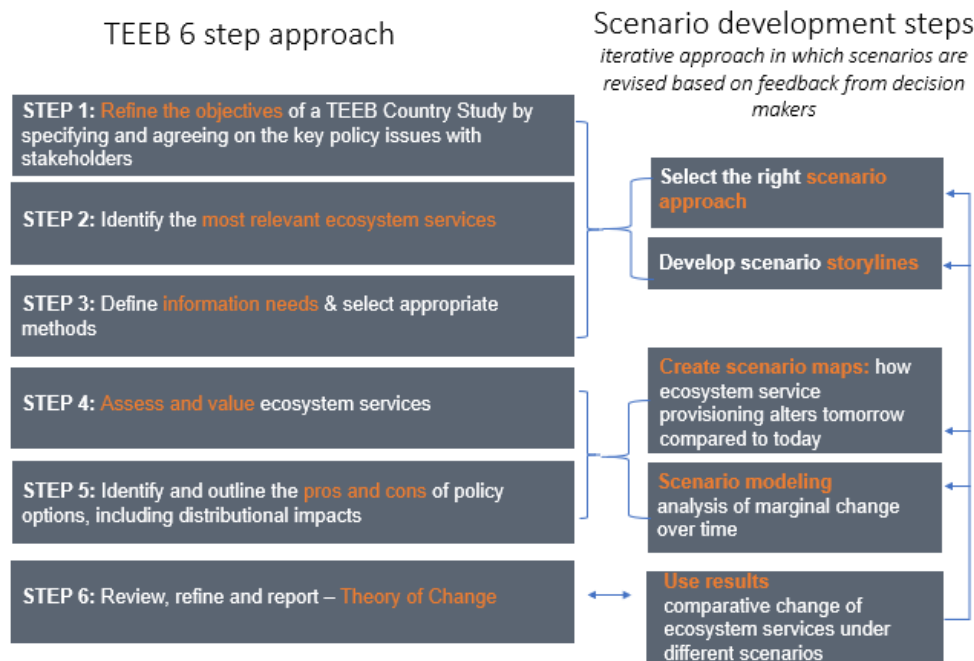 TEEB 6 step approach
STEP 1: Refine the objectives of a TEEB Country Study by
specifying and agreeing on the key policy issues with
stakeholders
STEP 2: Identify the most relevant ecosystem services
STEP 3: Define information needs & select appropriate
methods
STEP 4: Assess and value ecosystem services
STEP 5: Identify and outline the pros and cons of policy
options, including distributional impacts
STEP 6: Review, refine and report – Theory of Change
Scenario development steps
iterative approach in which scenarios are
revised based on feedback from decision
makers
Select the right scenario
approach
Develop scenario storylines
Create scenario maps: how
ecosystem service
provisioning alters tomorrow
compared to today
Scenario modeling
analysis of marginal change
over time
Use results
comparative change of
ecosystem services under
different scenarios